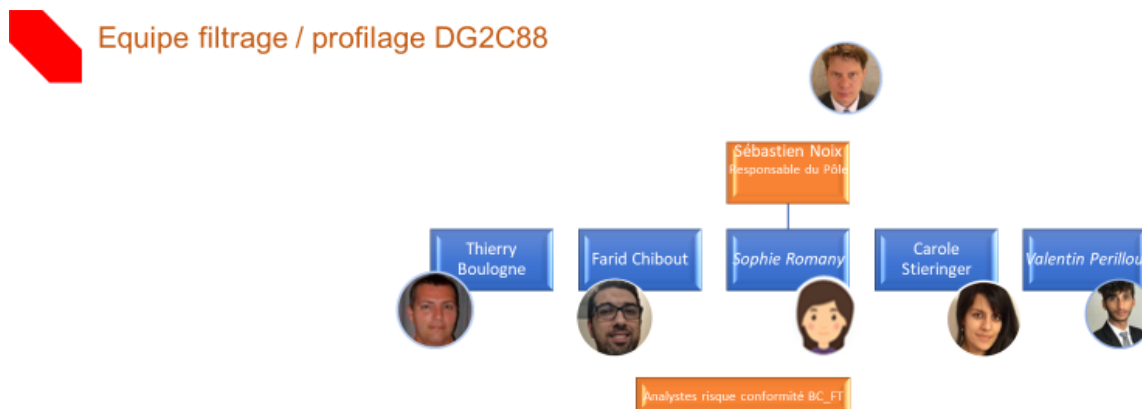 Equipe filtrage / profilage DG2C88
Sébastien Noix
Responsable du Pôle
Thierry
Boulogne
Farid Chibout
Sophie Romany
Carole
Stieringer
Valentin Perillou
Analystes risque conformité BC_FT